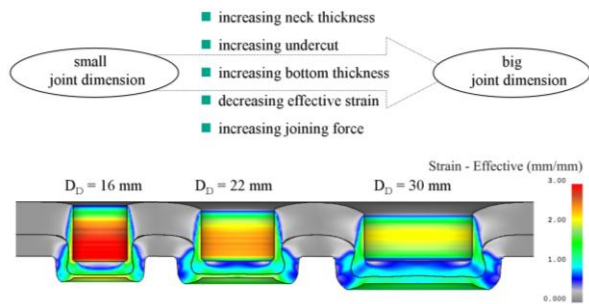 increasing neck thickness
increasing undercut
small
joint dimension
increasing bottom thickness
big
joint dimension
decreasing effective strain
increasing joining force
Strain - Effective (mm/mm)
D_D = 16 mm
D_D = 22 mm
D_D = 30 mm
3.00
2.00
1.00
0.000